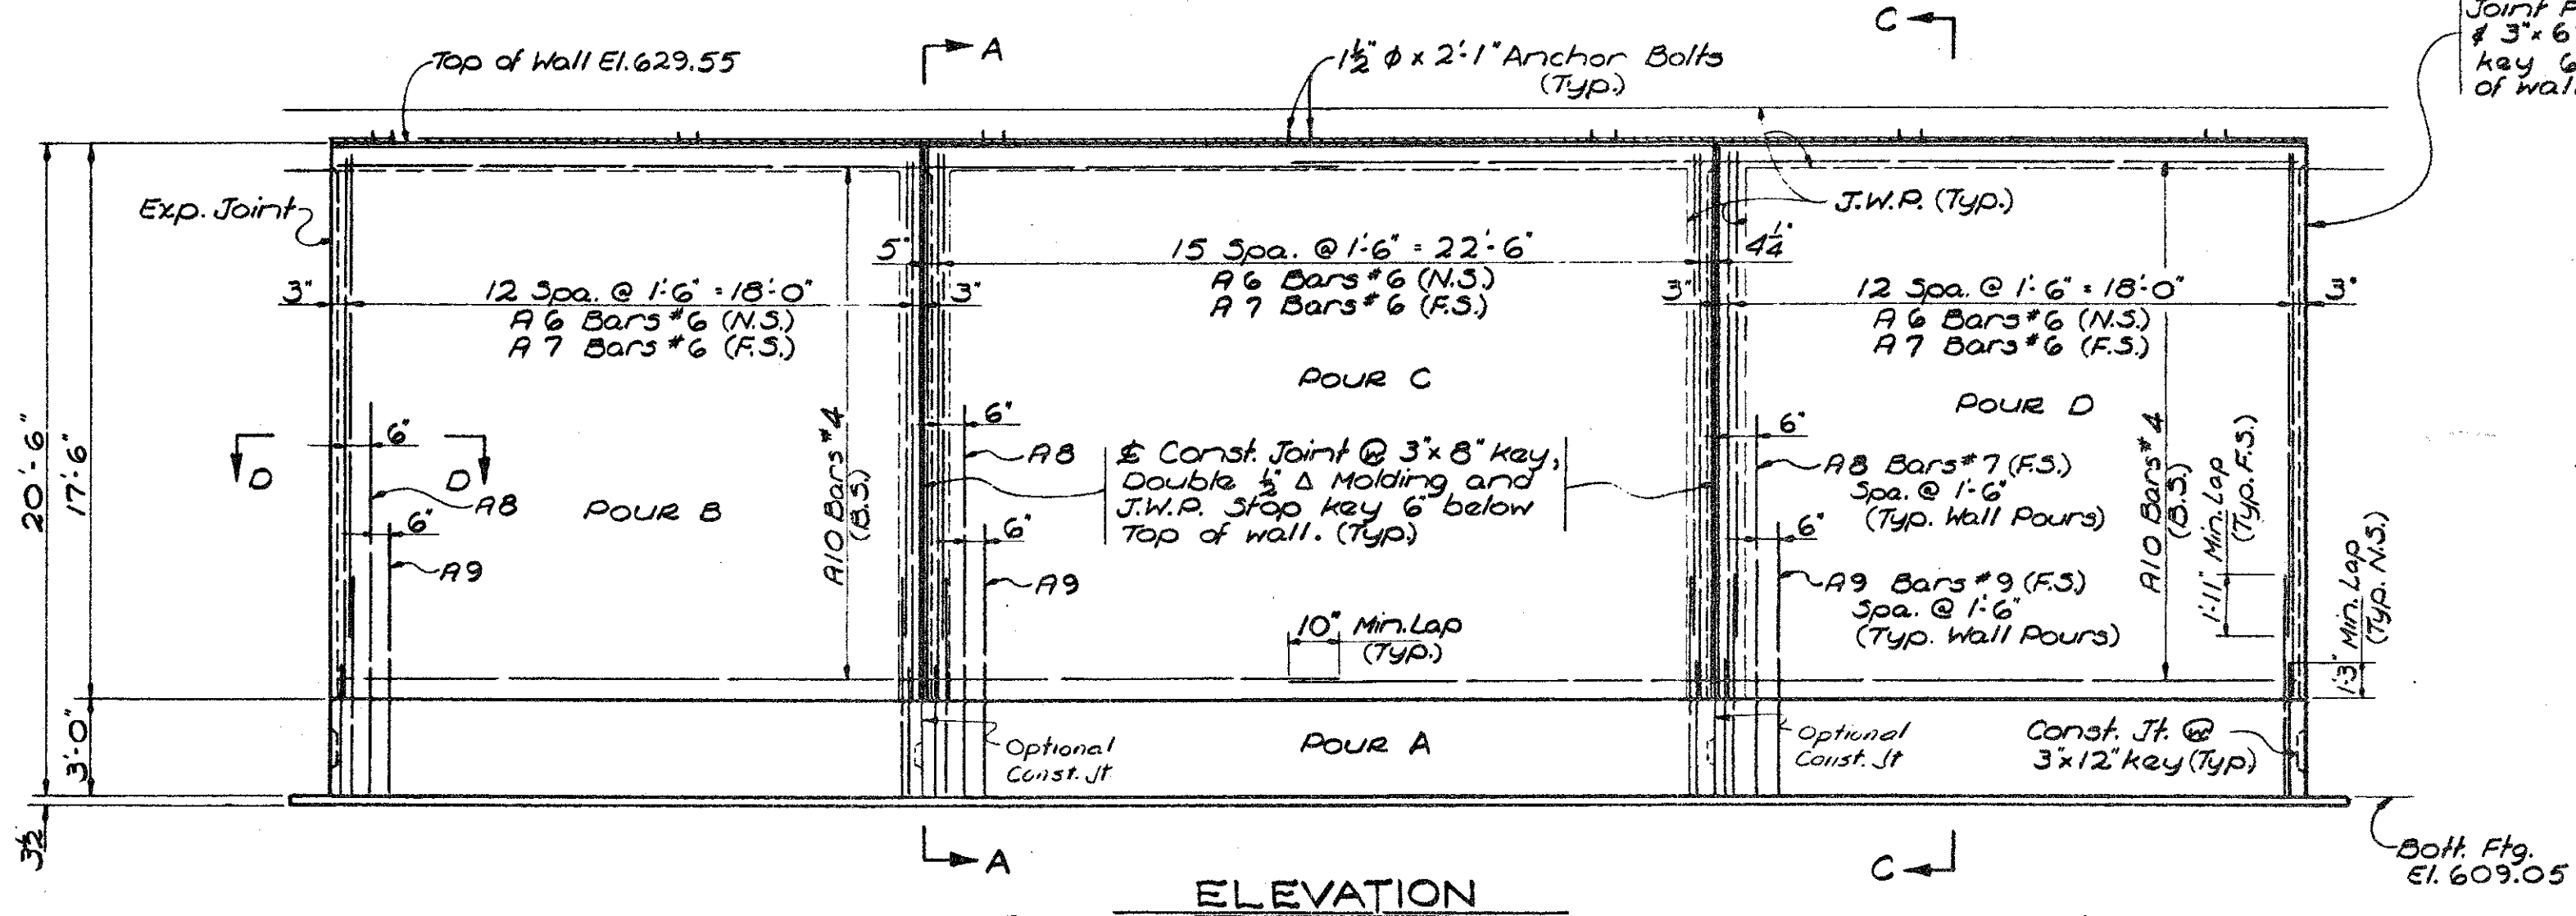 Top of Wall El.629.55
A
1½" ϕ x 2'-1" Anchor Bolts
(Typ.)
C
Joint
& 3" x 6"
key
of wall
Exp. Joint
J.W.P. (Typ.)
5"
15 Spa. @ 1'-6" = 22'-6"
A 6 Bars #6 (N.S.)
A 7 Bars #6 (F.S.)
4¼"
3"
12 Spa. @ 1'-6" = 18'-0"
A 6 Bars #6 (N.S.)
A 7 Bars #6 (F.S.)
3"
3"
12 Spa. @ 1'-6" = 18'-0"
A 6 Bars #6 (N.S.)
A 7 Bars #6 (F.S.)
3"
POUR C
POUR D
20'-6"
17'-6"
3'-0"
3½
D
D
6"
A8
6"
A9
POUR B
A10 Bars #4
(B.S.)
6"
A8
6"
A9
℄ Const. Joint @ 3" x 8" key,
Double ½" Δ Molding and
J.W.P. Stop key 6" below
Top of wall. (Typ.)
6"
A8 Bars #7 (F.S.)
Spa. @ 1'-6"
(Typ. Wall Pours)
6"
A9 Bars #9 (F.S.)
Spa. @ 1'-6"
(Typ. Wall Pours)
A10 Bars #4
(B.S.)
1'-11" Min. Lap
(Typ. F.S.)
1'-3" Min. Lap
(Typ. N.S.)
10" Min. Lap
(Typ.)
Optional
Const. Jt
POUR A
Optional
Const. Jt
Const. Jt. @
3"x12" key (Typ)
A
C
Bott. Ftg.
El. 609.05
ELEVATION